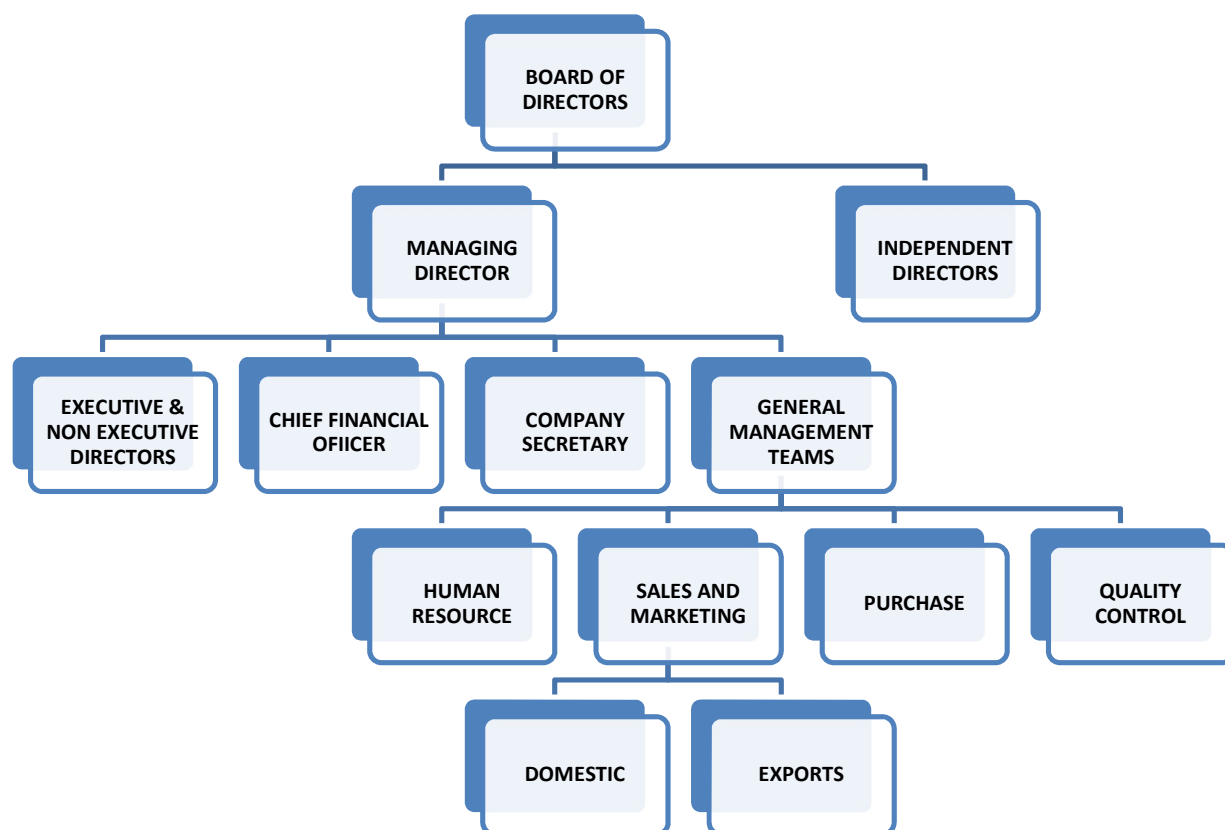 BOARD OF
DIRECTORS
MANAGING
DIRECTOR
INDEPENDENT
DIRECTORS
EXECUTIVE &
NON EXECUTIVE
DIRECTORS
CHIEF FINANCIAL
OFIICER
COMPANY
SECRETARY
GENERAL
MANAGEMENT
TEAMS
HUMAN
RESOURCE
SALES AND
MARKETING
PURCHASE
QUALITY
CONTROL
DOMESTIC
EXPORTS